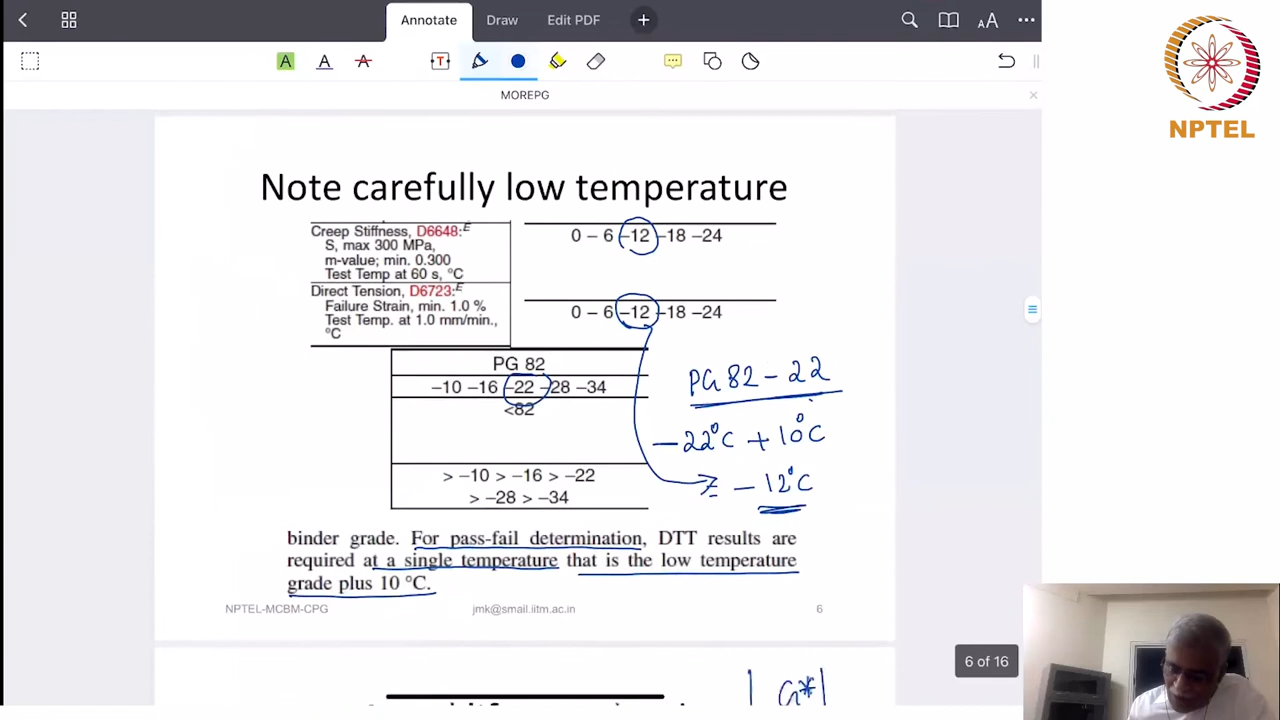 Annotate Draw Edit PDF +
MOREPG
NPTEL
Note carefully low temperature
Creep Stiffness, D6648:E
S, max 300 MPa,
m-value; min. 0.300
Test Temp at 60 s, °C
0 – 6 –12 –18 –24
Direct Tension, D6723:E
Failure Strain, min. 1.0 %
Test Temp. at 1.0 mm/min.,
°C
0 – 6 –12 –18 –24
PG 82
–10 –16 –22 –28 –34
<82
> –10 > –16 > –22
> –28 > –34
PG 82 – 22
– 22°C + 10°C
= – 12°C
binder grade. For pass-fail determination, DTT results are
required at a single temperature that is the low temperature
grade plus 10 °C.
NPTEL-MCBM-CPG jmk@smail.iitm.ac.in 6
6 of 16
|G*|